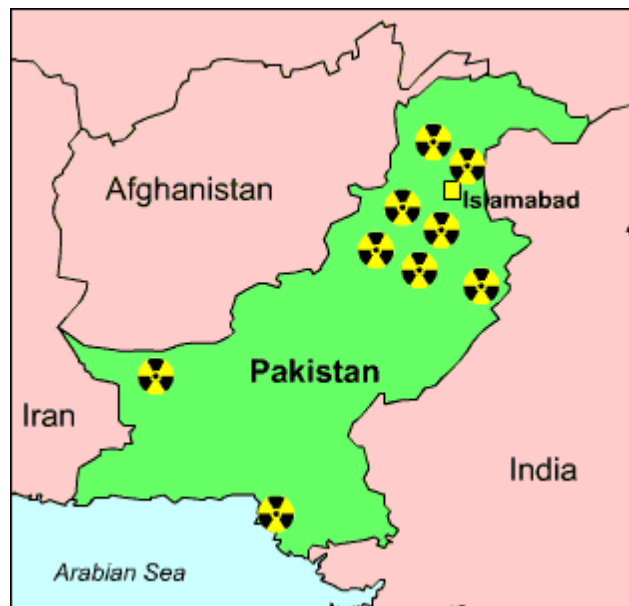 Afghanistan
Islamabad
Pakistan
Iran
India
Arabian Sea